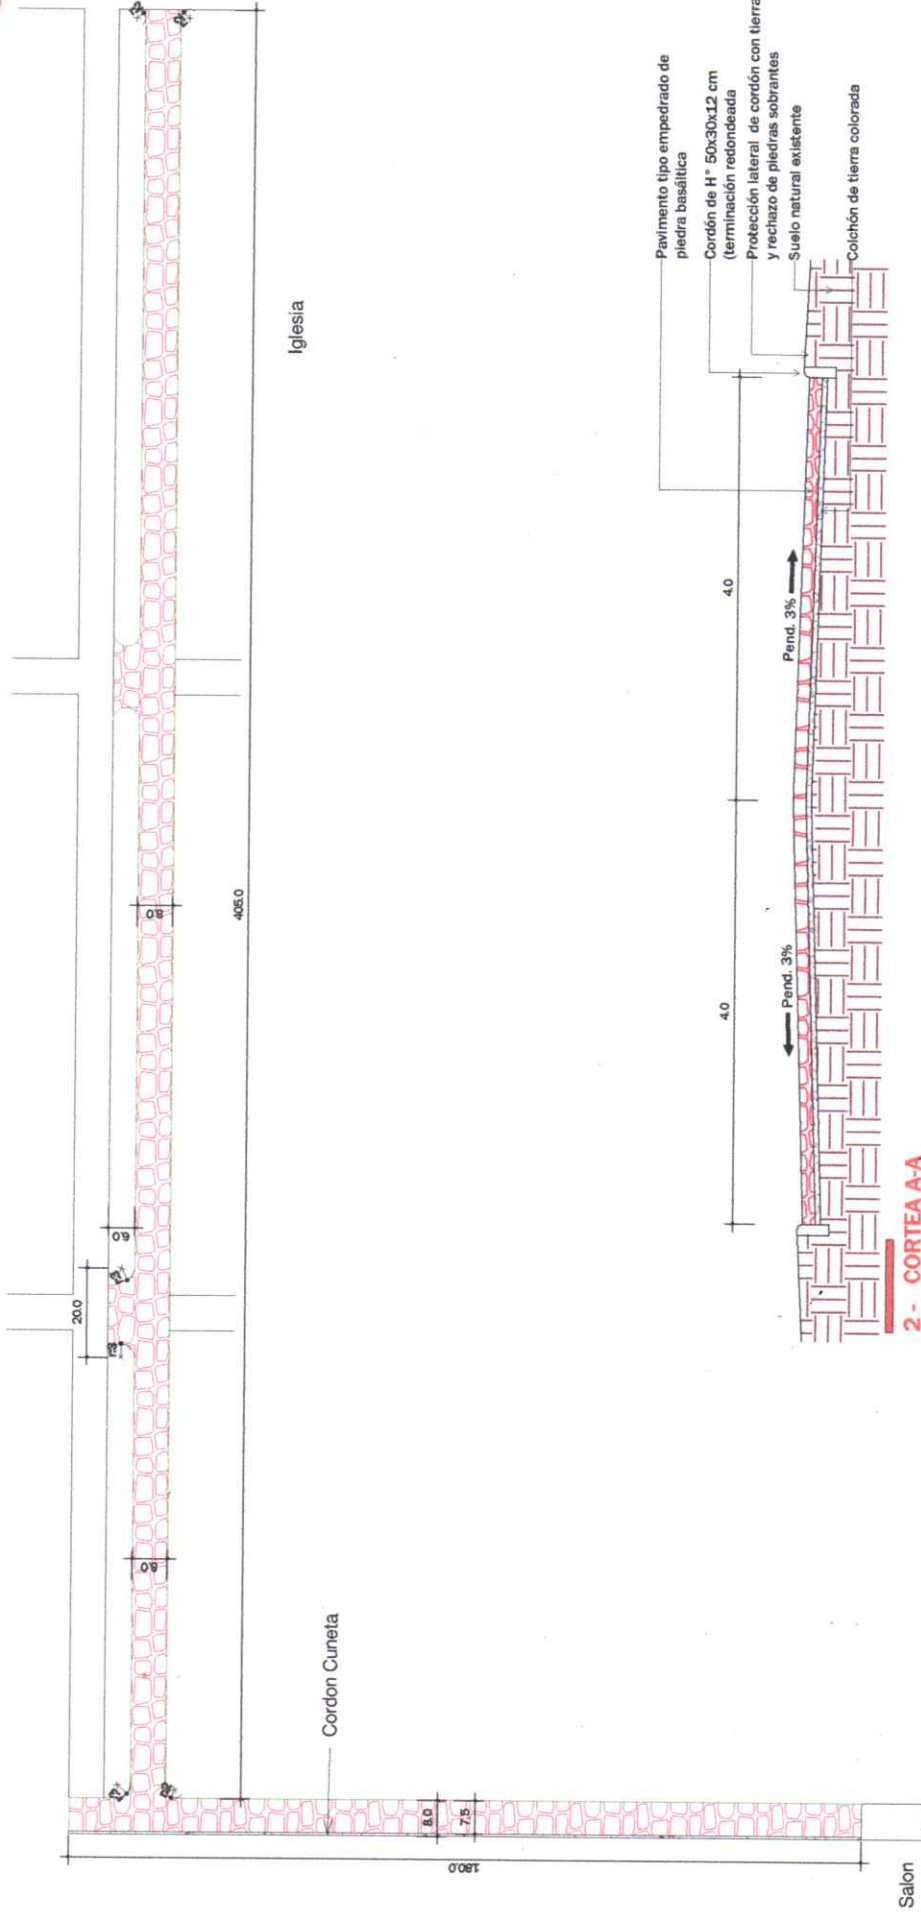 Iglesia
405.0
8.0
6.0
20.0
r3
r3
8.0
Cordon Cuneta
8.0
7.5
180.0
Salon
Pavimento tipo empedrado de
piedra basáltica
Cordón de H° 50x30x12 cm
(terminación redondeada
Protección lateral de cordón con tierra
y rechazo de piedras sobrantes
Suelo natural existente
Colchón de tierra colorada
4.0
4.0
Pend. 3%
Pend. 3%
2 - CORTEA A-A